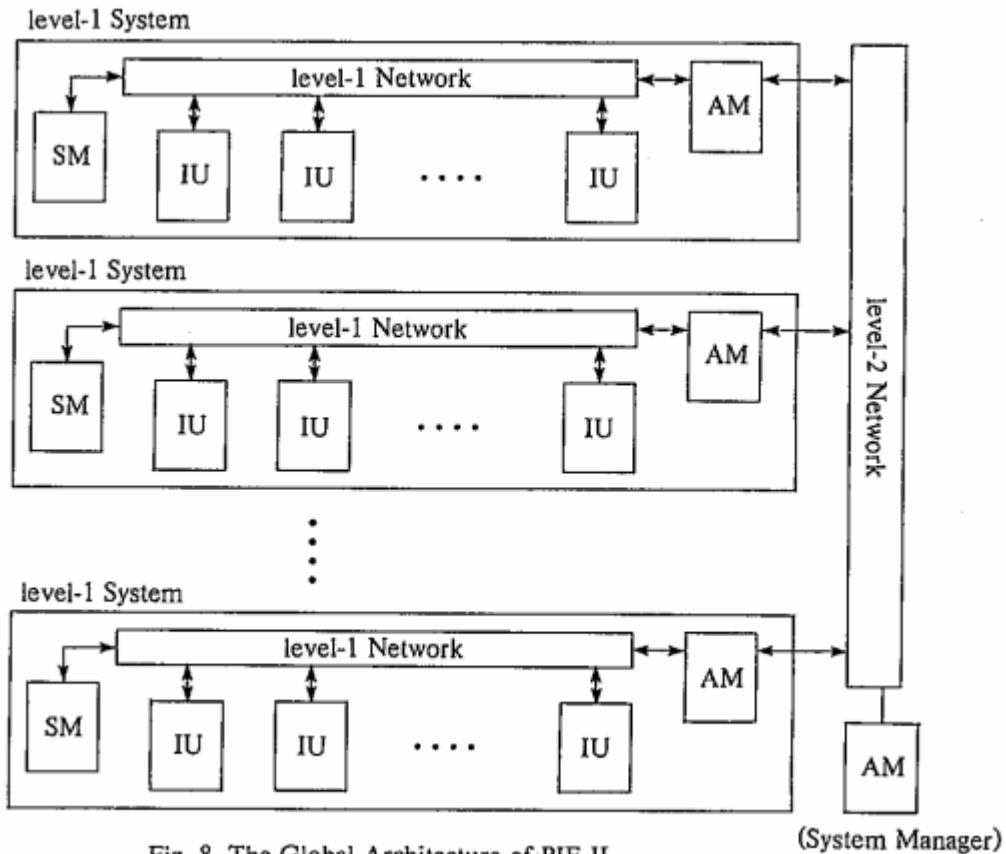 level-1 System
level-1 Network
SM
IU
IU
. . . .
IU
AM
level-1 System
level-1 Network
SM
IU
IU
. . . .
IU
AM
level-2 Network
level-1 System
level-1 Network
SM
IU
IU
. . . .
IU
AM
AM
(System Manager)
Fig. 8 The Global Architecture of PIE-II